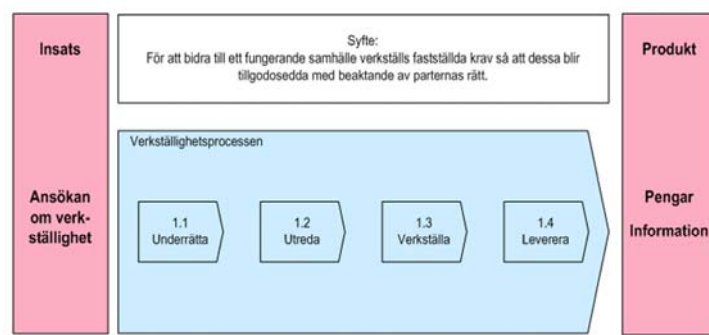 Insats
Ansökan
om verk-
ställighet
Syfte:
För att bidra till ett fungerande samhälle verkställs fastställda krav så att dessa blir
tillgodosedda med beaktande av parternas rätt.
Verkställighetsprocessen
1.1
Underrätta
1.2
Utreda
1.3
Verkställa
1.4
Leverera
Produkt
Pengar
Information